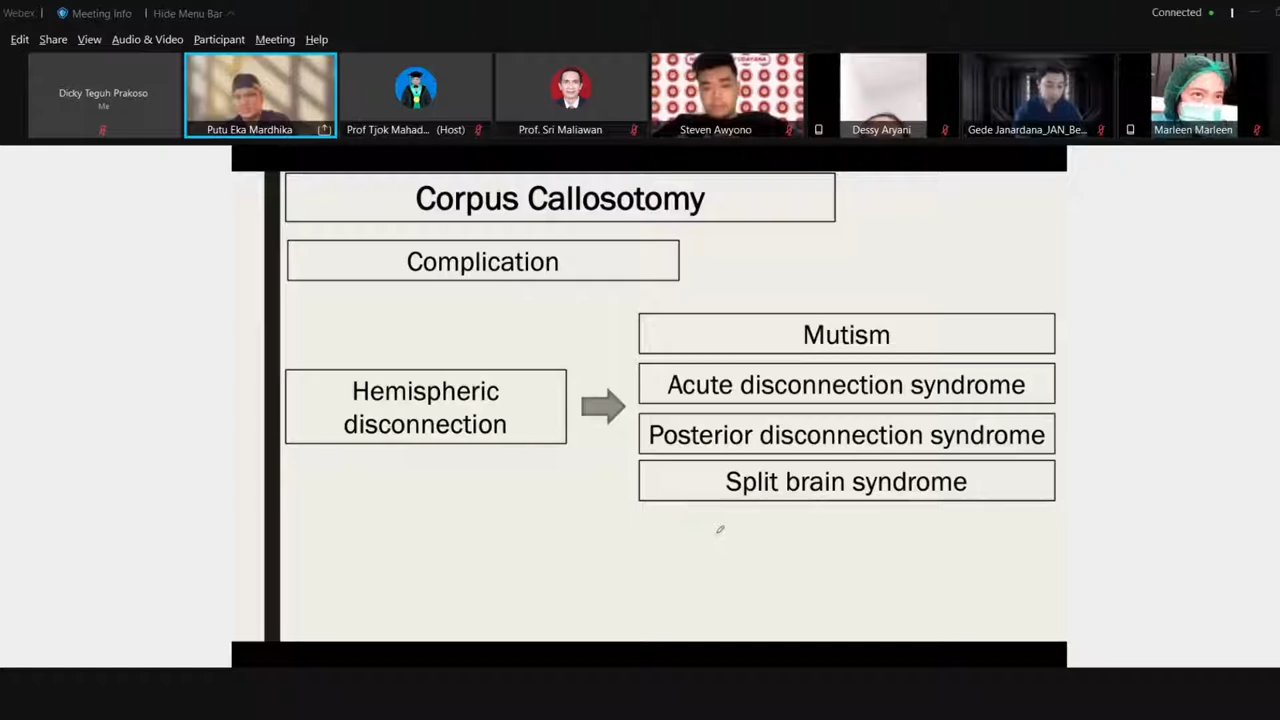 Webex
Meeting Info
Hide Menu Bar
Connected
Edit Share View Audio & Video Participant Meeting Help
Dicky Teguh Prakoso
Me
Putu Eka Mardhika
Prof Tjok Mahad... (Host)
Prof. Sri Maliawan
Steven Awyono
Dessy Aryani
Gede Janardana_JAN_Be...
Marleen Marleen
Corpus Callosotomy
Complication
Hemispheric
disconnection
Mutism
Acute disconnection syndrome
Posterior disconnection syndrome
Split brain syndrome